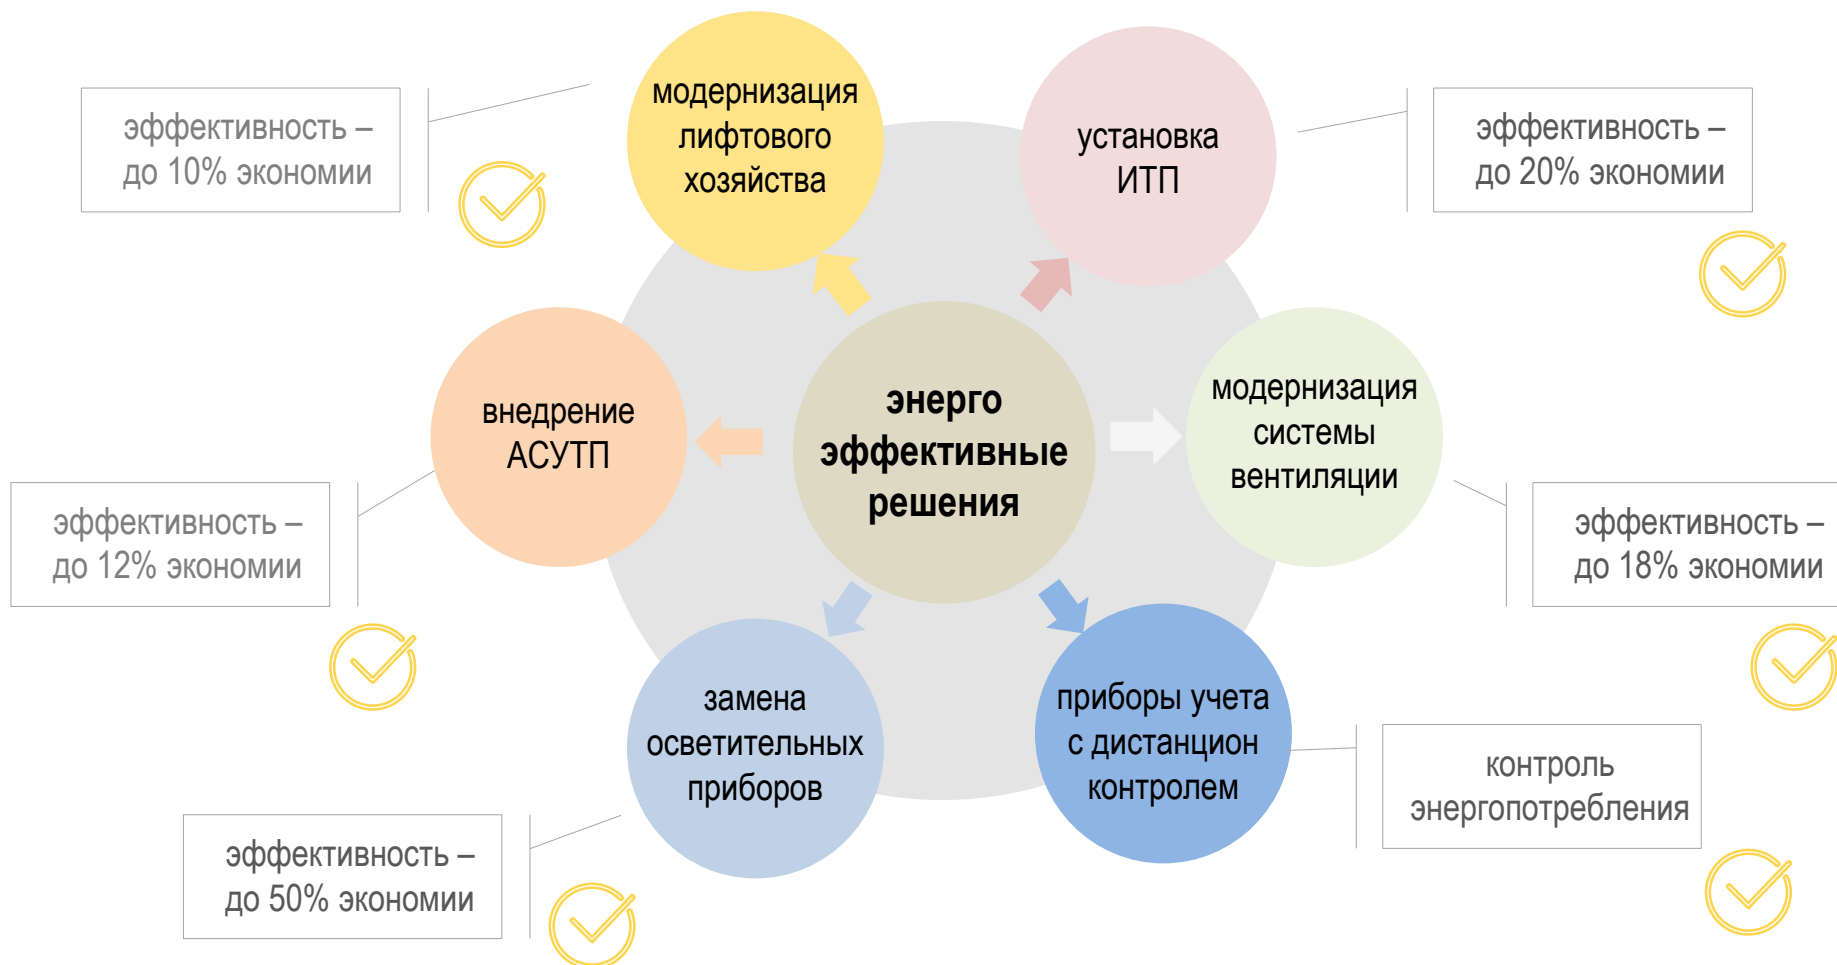 эффективность –
до 10% экономии
модернизация
лифтового
хозяйства
установка
ИТП
эффективность –
до 20% экономии
внедрение
АСУТП
энерго
эффективные
решения
модернизация
системы
вентиляции
эффективность –
до 12% экономии
эффективность –
до 18% экономии
замена
осветительных
приборов
приборы учета
с дистанцион
контролем
контроль
энергопотребления
эффективность –
до 50% экономии